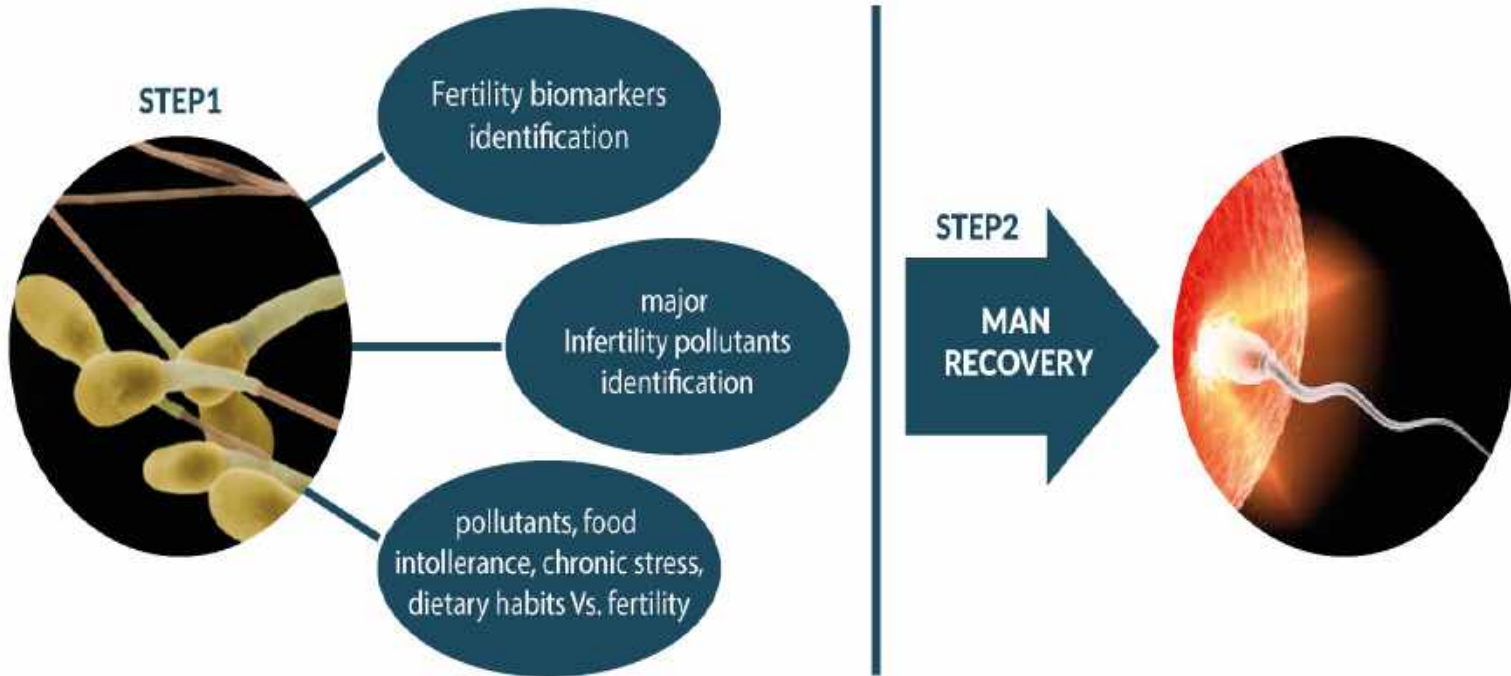 STEP1
Fertility biomarkers
identification
major
Infertility pollutants
identification
pollutants, food
intollerance, chronic stress,
dietary habits Vs. fertility
STEP2
MAN
RECOVERY